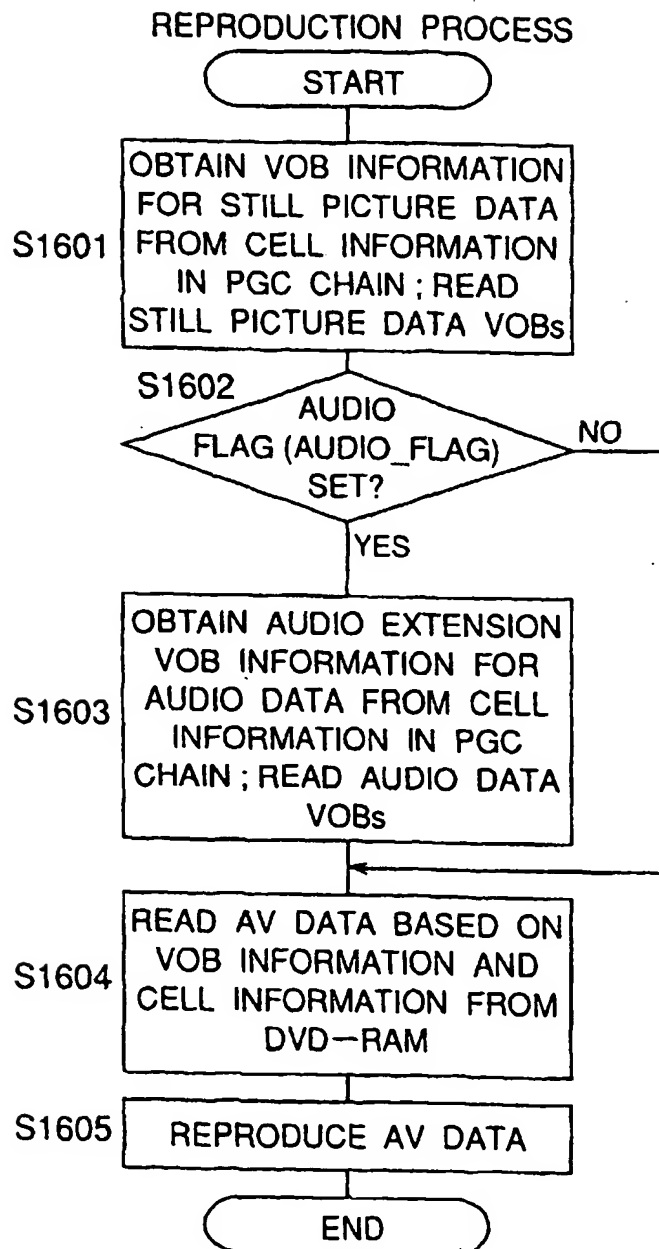 REPRODUCTION PROCESS
START
S1601
OBTAIN VOB INFORMATION
FOR STILL PICTURE DATA
FROM CELL INFORMATION
IN PGC CHAIN ; READ
STILL PICTURE DATA VOBs
S1602
AUDIO
FLAG (AUDIO_FLAG)
SET?
NO
YES
S1603
OBTAIN AUDIO EXTENSION
VOB INFORMATION FOR
AUDIO DATA FROM CELL
INFORMATION IN PGC
CHAIN ; READ AUDIO DATA
VOBs
S1604
READ AV DATA BASED ON
VOB INFORMATION AND
CELL INFORMATION FROM
DVD–RAM
S1605
REPRODUCE AV DATA
END